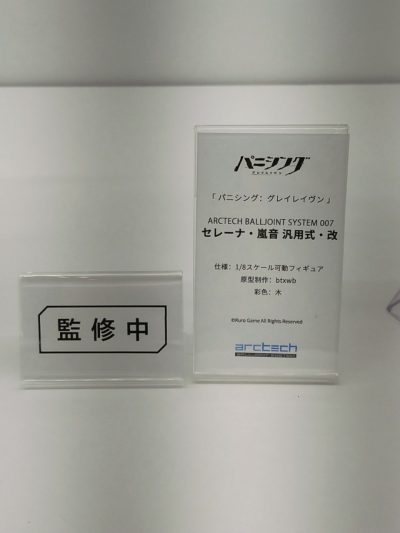 パニシング
「 パニシング：グレイレイヴン 」
ARCTECH BALLJOINT SYSTEM 007
セレーナ・嵐音 汎用式・改
仕様：1/8スケール可動フィギュア
原型制作：btxwb
彩色：木
©Kuro Game All Rights Reserved
arctech
監修中